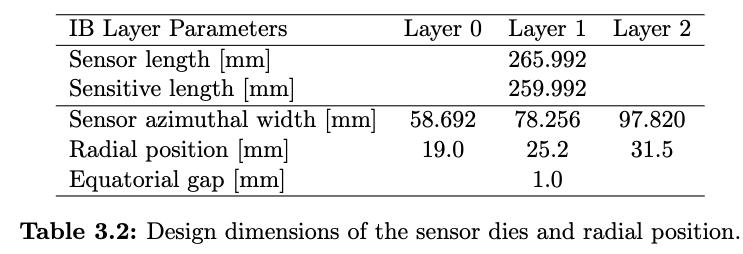 IB Layer Parameters Layer 0 Layer 1 Layer 2
Sensor length [mm] 265.992
Sensitive length [mm] 259.992
Sensor azimuthal width [mm] 58.692 78.256 97.820
Radial position [mm] 19.0 25.2 31.5
Equatorial gap [mm] 1.0
Table 3.2: Design dimensions of the sensor dies and radial position.